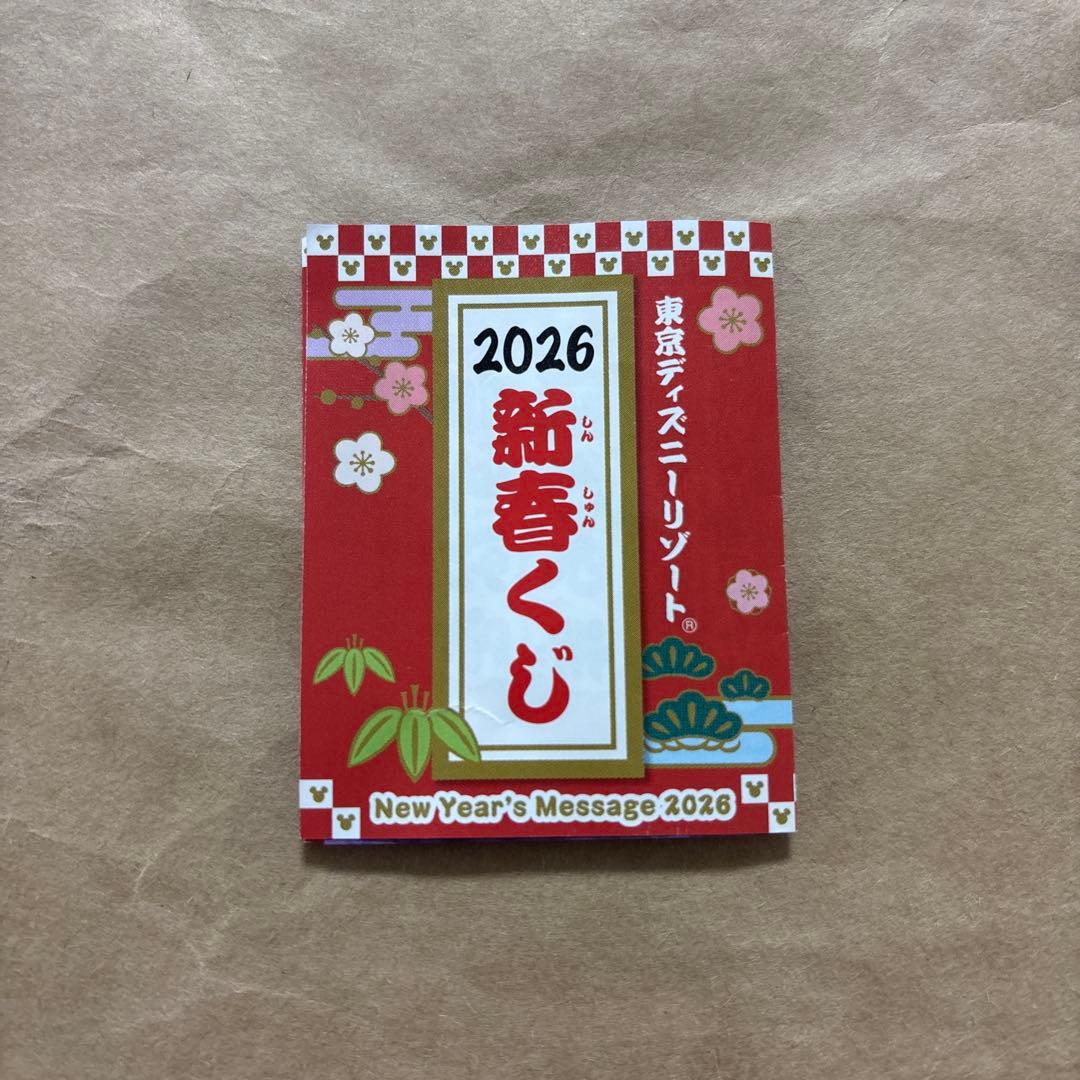 東京ディズニーリゾート®
2026
新春くじ
しん
しゅん
New Year's Message 2026